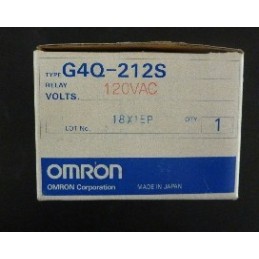 TYPE G4Q-212S
RELAY
VOLTS. 120VAC
LOT No. 18X1EP QTY 1
OMRON
OMRON Corporation MADE IN JAPAN